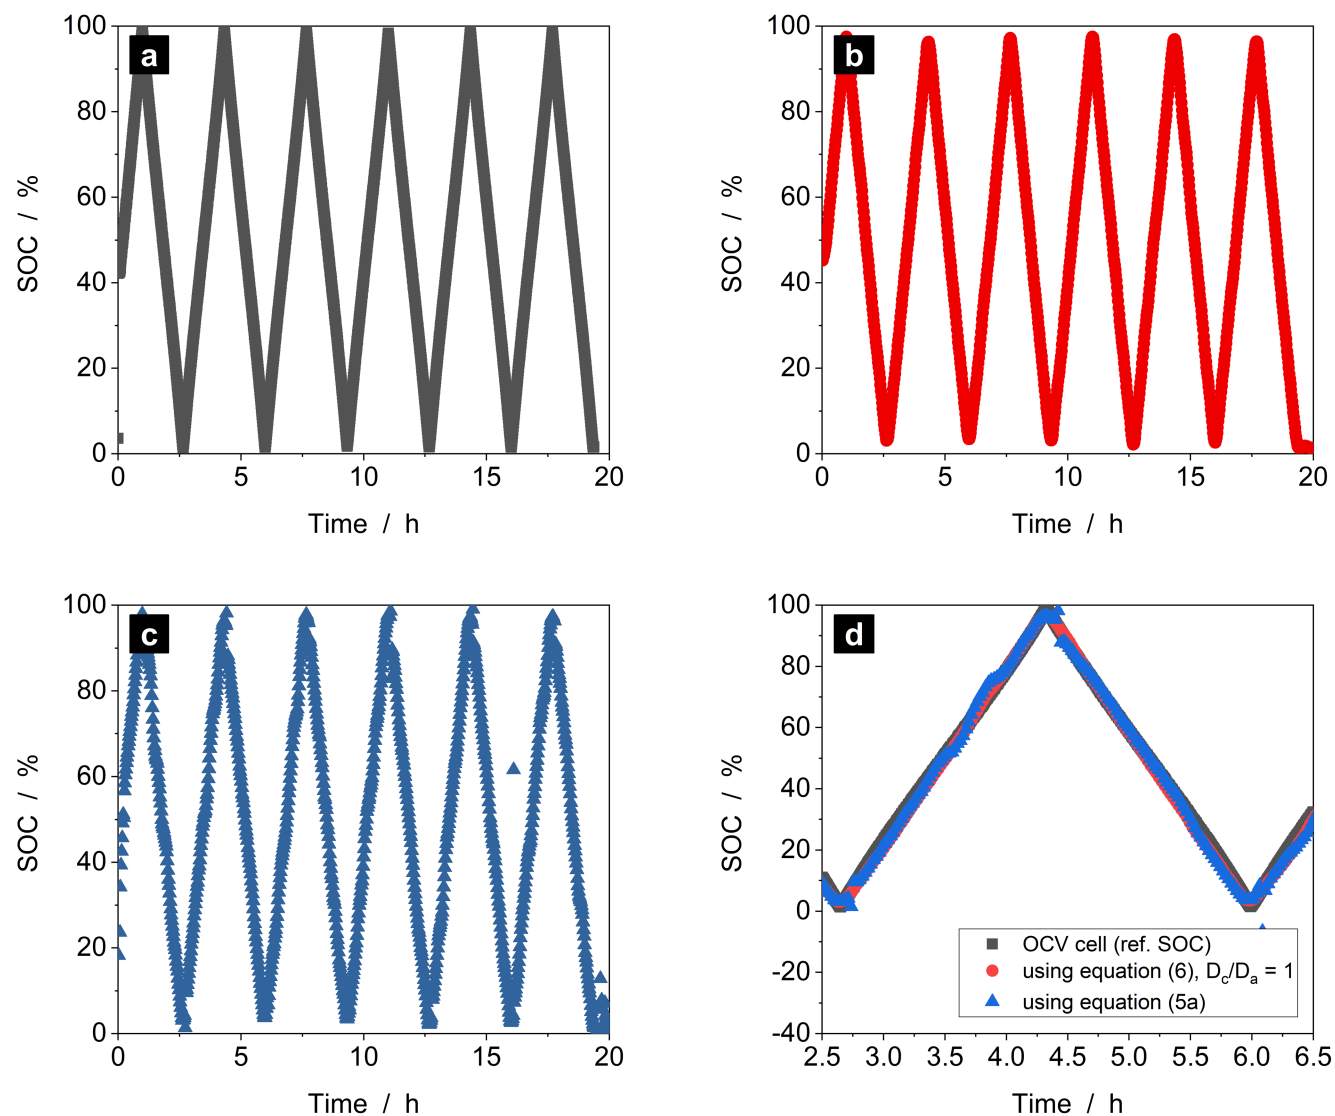 a
100
80
60
40
20
0
SOC / %
0 5 10 15 20
Time / h
b
100
80
60
40
20
0
SOC / %
0 5 10 15 20
Time / h
c
100
80
60
40
20
0
SOC / %
0 5 10 15 20
Time / h
d
100
80
60
40
20
0
-20
-40
SOC / %
OCV cell (ref. SOC)
using equation (6), Dc/Da = 1
using equation (5a)
2.5 3.0 3.5 4.0 4.5 5.0 5.5 6.0 6.5
Time / h